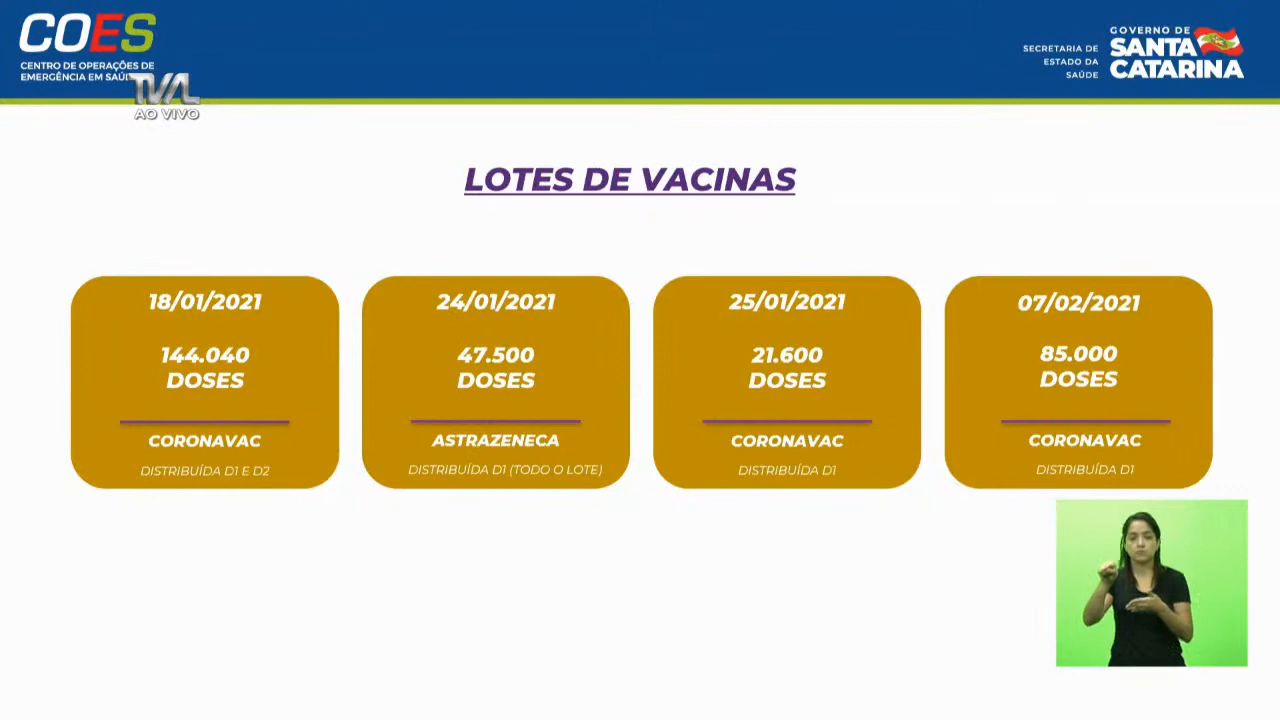 COES
CENTRO DE OPERAÇÕES DE
EMERGÊNCIA EM
TVAL
AO VIVO
SECRETARIA DE
ESTADO DA
SAÚDE
GOVERNO DE
SANTA
CATARINA
LOTES DE VACINAS
18/01/2021
144.040
DOSES
CORONAVAC
DISTRIBUÍDA D1 E D2
24/01/2021
47.500
DOSES
ASTRAZENECA
DISTRIBUÍDA D1 (TODO O LOTE)
25/01/2021
21.600
DOSES
CORONAVAC
DISTRIBUÍDA D1
07/02/2021
85.000
DOSES
CORONAVAC
DISTRIBUÍDA D1